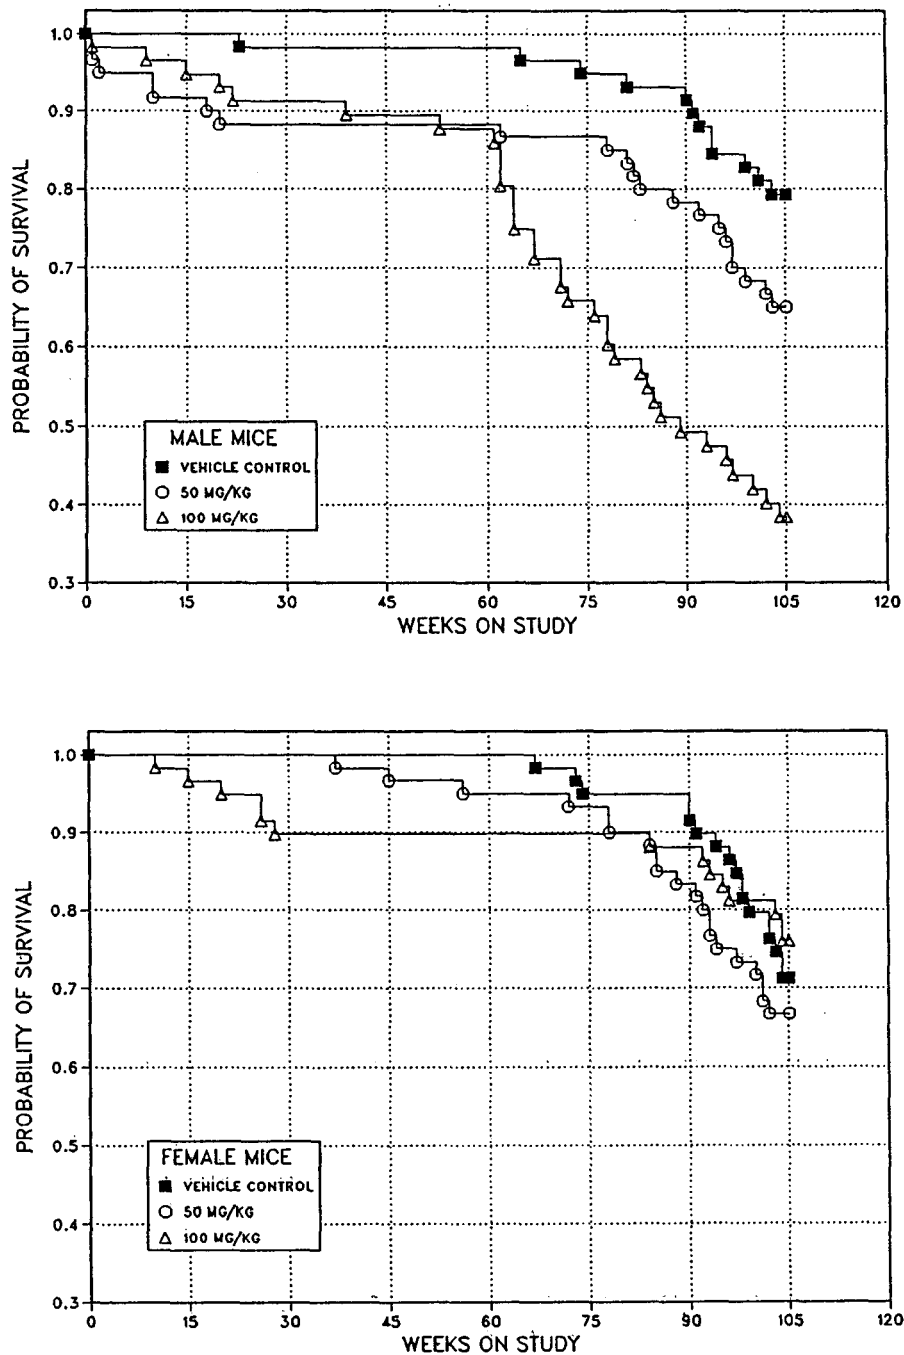 1.0
0.9
0.8
0.7
0.6
0.5
0.4
0.3
PROBABILITY OF SURVIVAL
MALE MICE
VEHICLE CONTROL
50 MG/KG
100 MG/KG
0 15 30 45 60 75 90 105 120
WEEKS ON STUDY
1.0
0.9
0.8
0.7
0.6
0.5
0.4
0.3
PROBABILITY OF SURVIVAL
FEMALE MICE
VEHICLE CONTROL
50 MG/KG
100 MG/KG
0 15 30 45 60 75 90 105 120
WEEKS ON STUDY